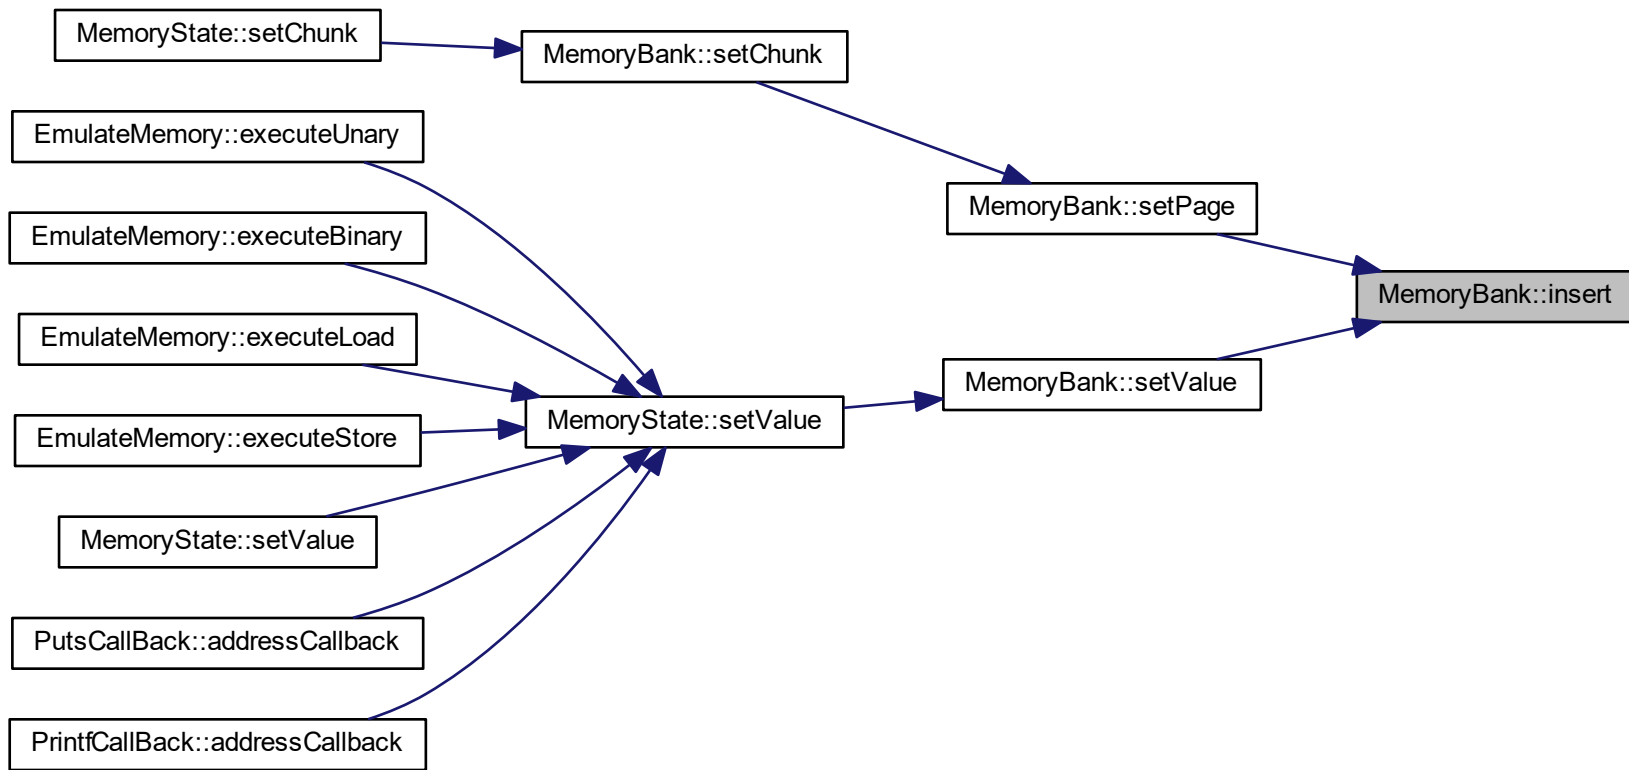 MemoryState::setChunk
MemoryBank::setChunk
EmulateMemory::executeUnary
MemoryBank::setPage
EmulateMemory::executeBinary
MemoryBank::insert
EmulateMemory::executeLoad
MemoryBank::setValue
MemoryState::setValue
EmulateMemory::executeStore
MemoryState::setValue
PutsCallBack::addressCallback
PrintfCallBack::addressCallback